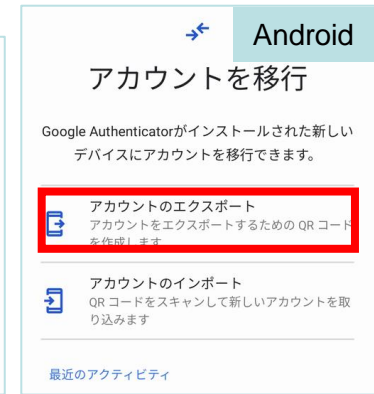 Android
アカウントを移行
Google Authenticatorがインストールされた新しい
デバイスにアカウントを移行できます。
アカウントのエクスポート
アカウントをエクスポートするための QR コード
を作成します
アカウントのインポート
QR コードをスキャンして新しいアカウントを取
り込みます
最近のアクティビティ